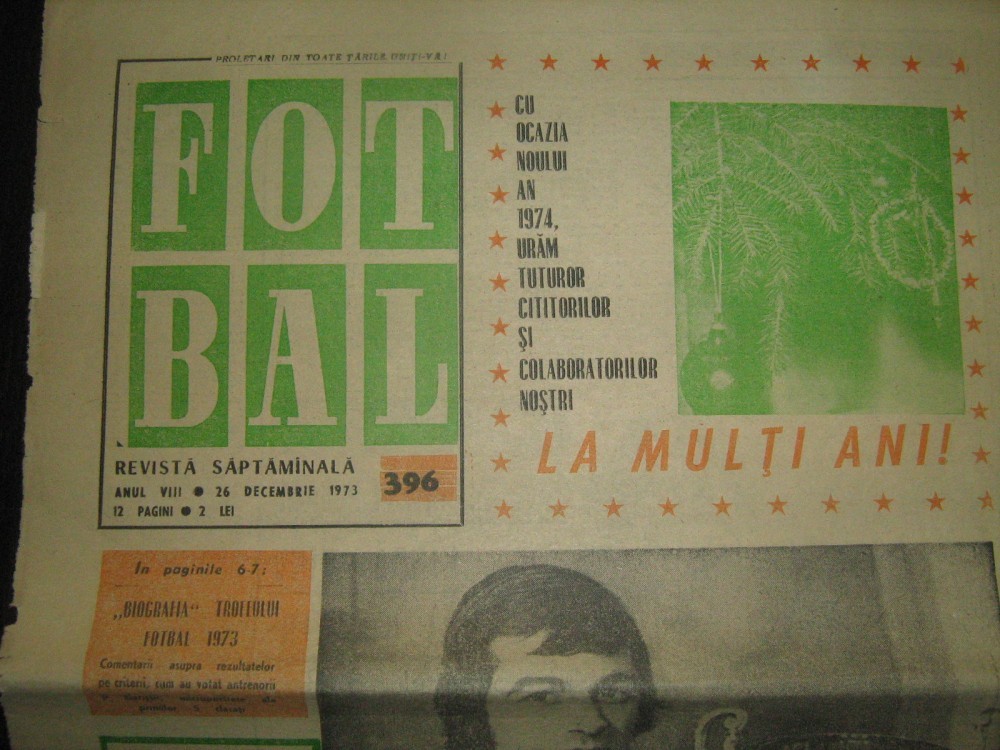 PROLETARI DIN TOATE ȚĂRILE, UNIȚI-VĂ!
FOT
BAL
REVISTĂ SĂPTĂMÎNALĂ
ANUL VIII ● 26 DECEMBRIE 1973
12 PAGINI ● 2 LEI
396
CU
OCAZIA
NOULUI
AN
1974,
URĂM
TUTUROR
CITITORILOR
ȘI
COLABORATORILOR
NOȘTRI
LA MULȚI ANI!
In paginile 6-7:
„BIOGRAFIA" TROFEULUI
FOTBAL 1973
Comentarii asupra rezultatelor
pe criterii, cum au votat antrenorii